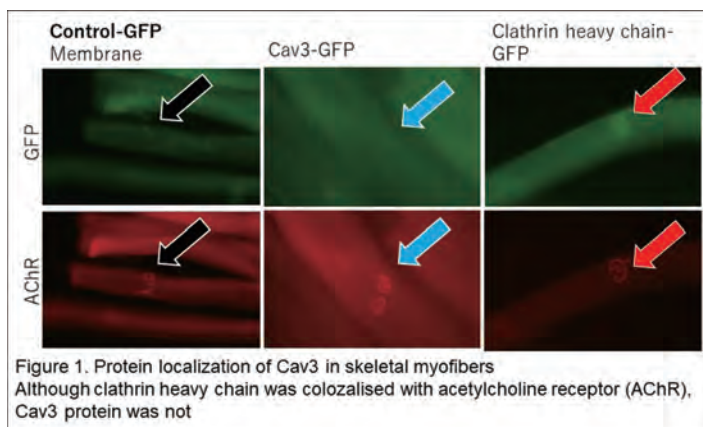 Control-GFP
Membrane
Cav3-GFP
Clathrin heavy chain-
GFP
GFP
AChR
Figure 1. Protein localization of Cav3 in skeletal myofibers
Although clathrin heavy chain was colozalised with acetylcholine receptor (AChR),
Cav3 protein was not